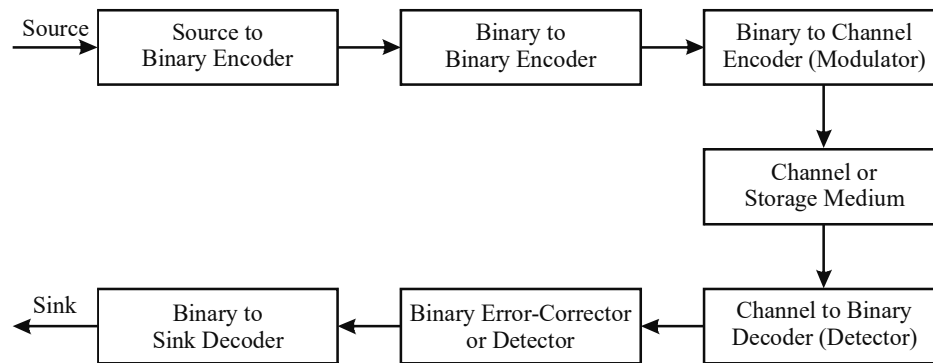 Source
Source to
Binary Encoder
Binary to
Binary Encoder
Binary to Channel
Encoder (Modulator)
Channel or
Storage Medium
Sink
Binary to
Sink Decoder
Binary Error-Corrector
or Detector
Channel to Binary
Decoder (Detector)